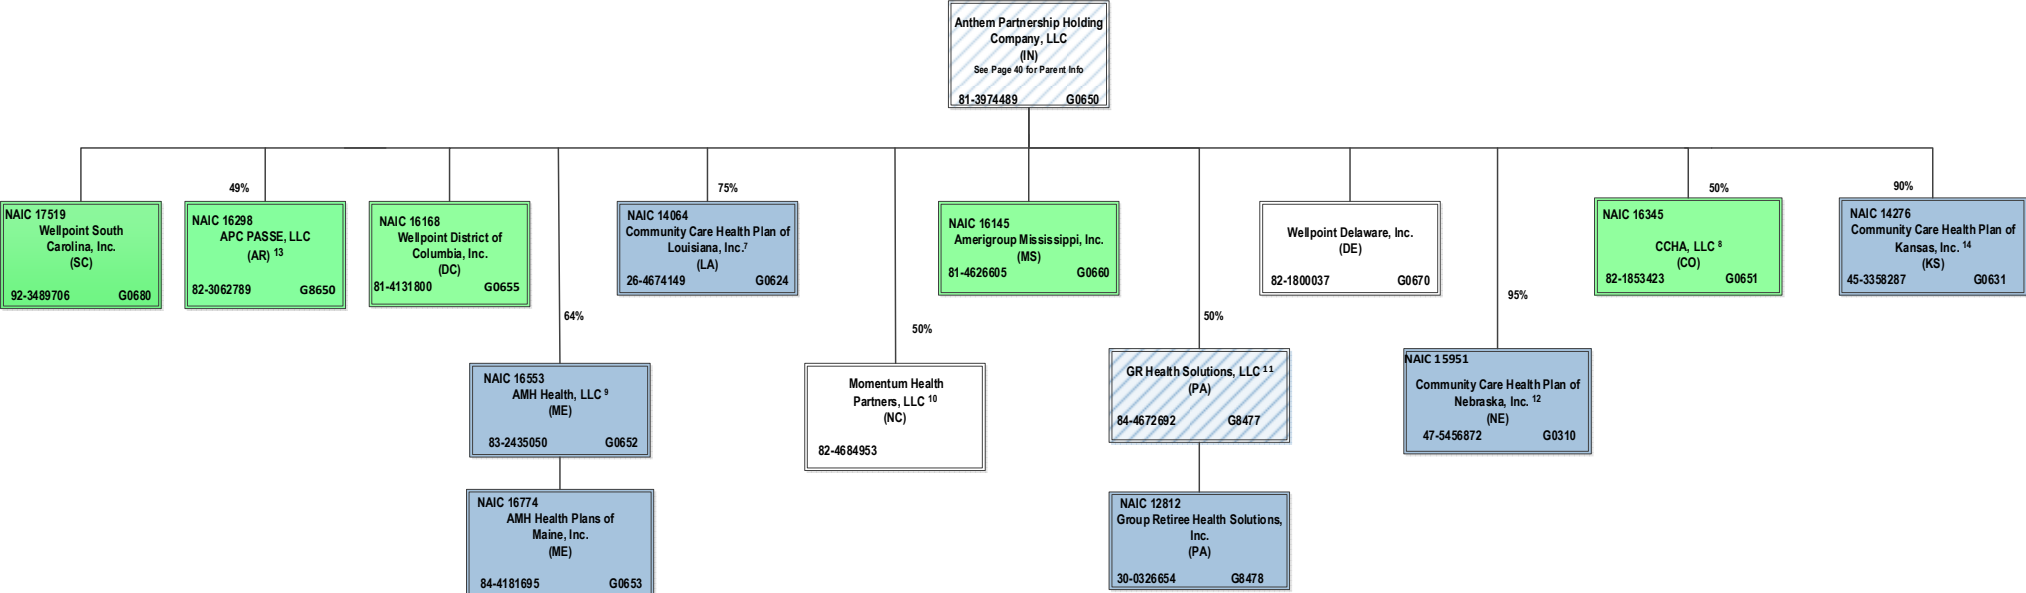 Anthem Partnership Holding
Company, LLC
(IN)
See Page 40 for Parent Info
81-3974489 G0650
49%
75%
50%
90%
NAIC 17519
Wellpoint South
Carolina, Inc.
(SC)
92-3489706 G0680
NAIC 16298
APC PASSE, LLC
(AR) 13
82-3062789 G8650
NAIC 16168
Wellpoint District of
Columbia, Inc.
(DC)
81-4131800 G0655
NAIC 14064
Community Care Health Plan of
Louisiana, Inc.7
(LA)
26-4674149 G0624
NAIC 16145
Amerigroup Mississippi, Inc.
(MS)
81-4626605 G0660
Wellpoint Delaware, Inc.
(DE)
82-1800037 G0670
NAIC 16345
CCHA, LLC 8
(CO)
82-1853423 G0651
NAIC 14276
Community Care Health Plan of
Kansas, Inc. 14
(KS)
45-3358287 G0631
64%
50%
50%
95%
NAIC 16553
AMH Health, LLC 9
(ME)
83-2435050 G0652
Momentum Health
Partners, LLC 10
(NC)
82-4684953
GR Health Solutions, LLC 11
(PA)
84-4672692 G8477
NAIC 15951
Community Care Health Plan of
Nebraska, Inc. 12
(NE)
47-5456872 G0310
NAIC 16774
AMH Health Plans of
Maine, Inc.
(ME)
84-4181695 G0653
NAIC 12812
Group Retiree Health Solutions,
Inc.
(PA)
30-0326654 G8478